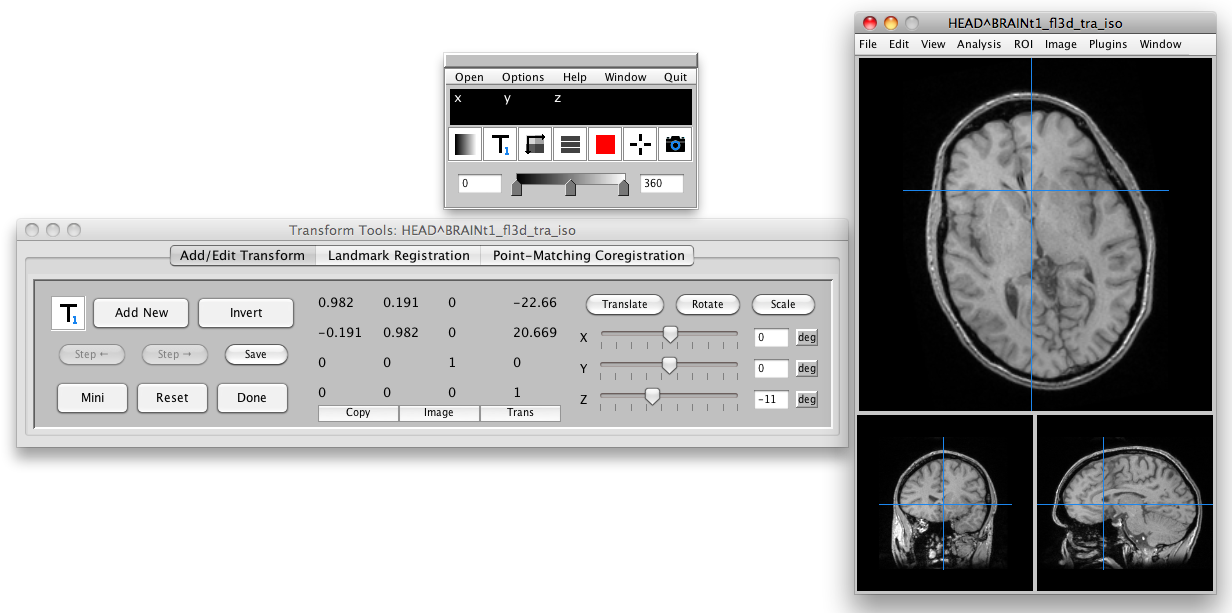 HEAD^BRAINt1_fl3d_tra_iso
File Edit View Analysis ROI Image Plugins Window
Open Options Help Window Quit
x y z
T1
0 360
Transform Tools: HEAD^BRAINt1_fl3d_tra_iso
Add/Edit Transform Landmark Registration Point-Matching Coregistration
T1 Add New Invert
Step ← Step → Save
Mini Reset Done
0.982 0.191 0 -22.66
-0.191 0.982 0 20.669
0 0 1 0
0 0 0 1
Copy Image Trans
Translate Rotate Scale
X 0 deg
Y 0 deg
Z -11 deg